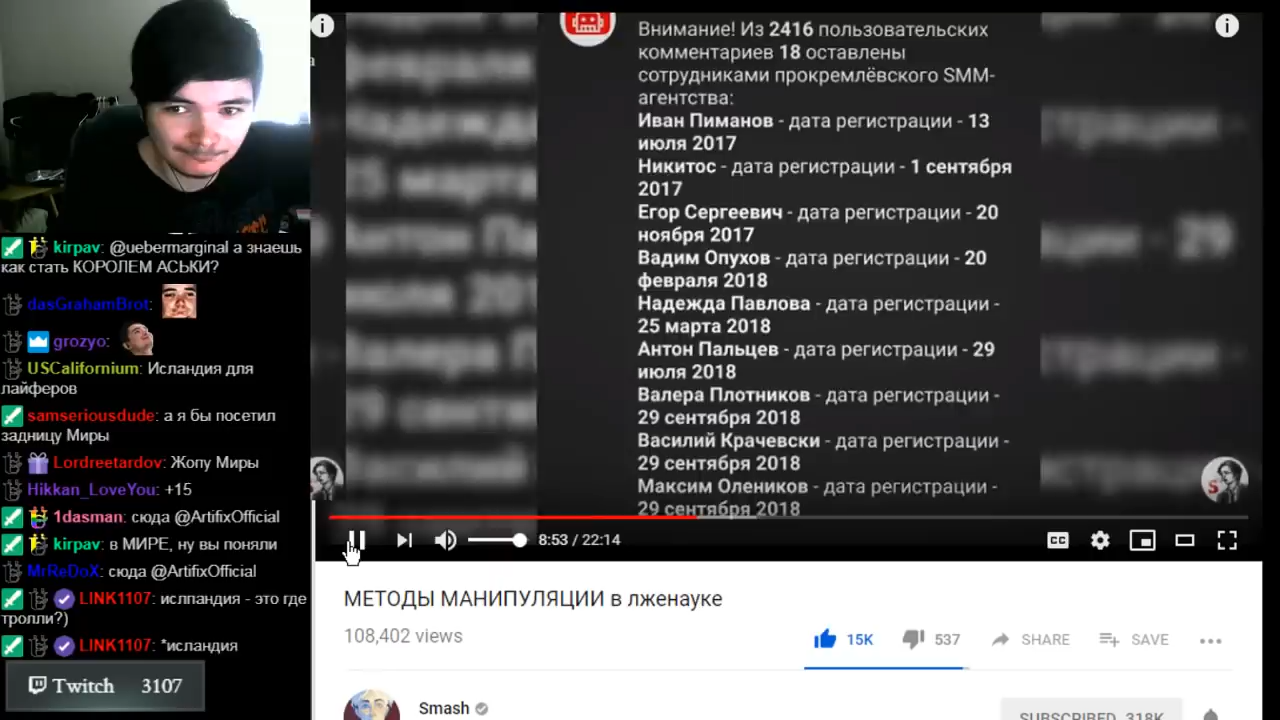 kirpav: @uebermarginal а знаешь
как стать КОРОЛЕМ АСЬКИ?
dasGrahamBrot:
grozyo:
USCalifornium: Исландия для
лайферов
samseriousdude: а я бы посетил
задницу Миры
Lordreetardov: Жопу Миры
Hikkan_LoveYou: +15
1dasman: сюда @ArtifixOfficial
kirpav: в МИРЕ, ну вы поняли
MrReDoX: сюда @ArtifixOfficial
LINK1107: ислпандия - это где
тролли?)
LINK1107: *исландия
Twitch 3107
Внимание! Из 2416 пользовательских
комментариев 18 оставлены
сотрудниками прокремлёвского SMM-
агентства:
Иван Пиманов - дата регистрации - 13
июля 2017
Никитос - дата регистрации - 1 сентября
2017
Егор Сергеевич - дата регистрации - 20
ноября 2017
Вадим Опухов - дата регистрации - 20
февраля 2018
Надежда Павлова - дата регистрации -
25 марта 2018
Антон Пальцев - дата регистрации - 29
июля 2018
Валера Плотников - дата регистрации -
29 сентября 2018
Василий Крачевски - дата регистрации -
29 сентября 2018
Максим Олеников - дата регистрации -
29 сентября 2018
8:53 / 22:14
CC
МЕТОДЫ МАНИПУЛЯЦИИ в лженауке
108,402 views
15K 537 SHARE SAVE
Smash
SUBSCRIBED 318K